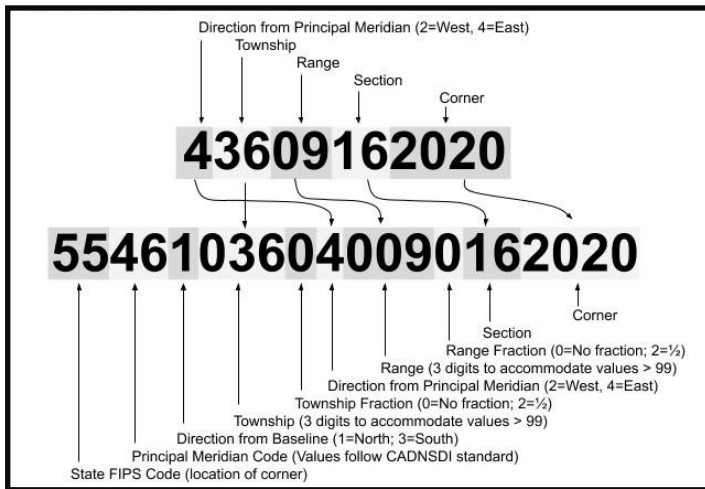 Direction from Principal Meridian (2=West, 4=East)
Township
Range
Section
Corner
43609162020
55461036040090162020
Corner
Section
Range Fraction (0=No fraction; 2=½)
Range (3 digits to accommodate values > 99)
Direction from Principal Meridian (2=West, 4=East)
Township Fraction (0=No fraction; 2=½)
Township (3 digits to accommodate values > 99)
Direction from Baseline (1=North; 3=South)
Principal Meridian Code (Values follow CADNSDI standard)
State FIPS Code (location of corner)